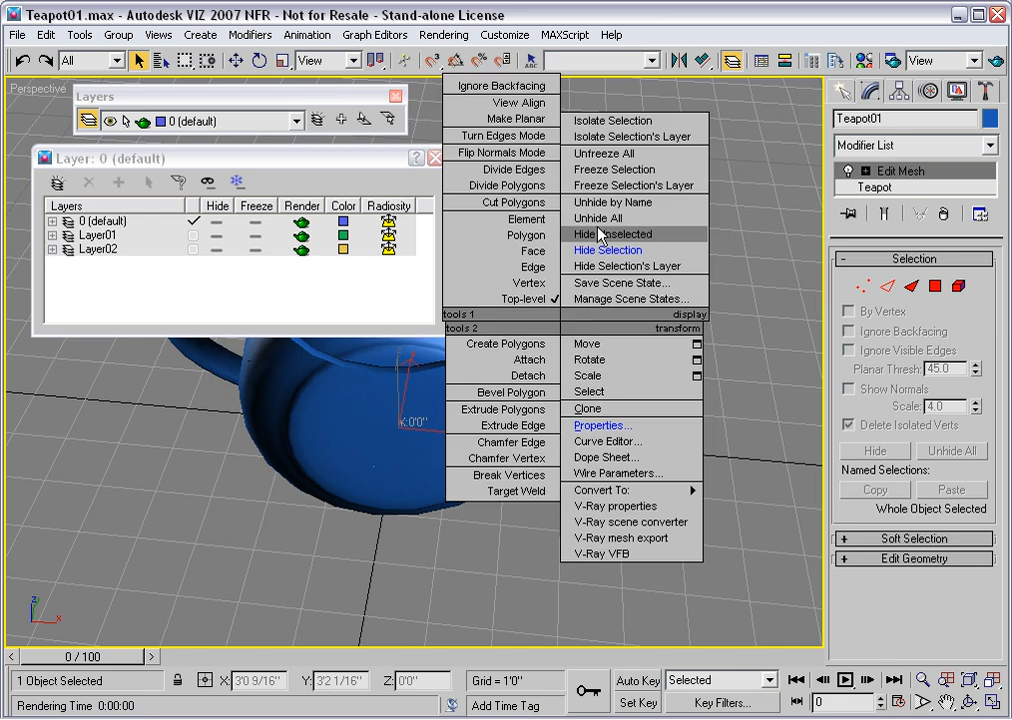 Teapot01.max - Autodesk VIZ 2007 NFR - Not for Resale - Stand-alone License
File Edit Tools Group Views Create Modifiers Animation Graph Editors Rendering Customize MAXScript Help
All View View
Perspective
Layers
0 (default)
Layer: 0 (default)
Layers Hide Freeze Render Color Radiosity
0 (default)
Layer01
Layer02
Ignore Backfacing
View Align
Make Planar
Turn Edges Mode
Flip Normals Mode
Divide Edges
Divide Polygons
Cut Polygons
Element
Polygon
Face
Edge
Vertex
Top-level
tools 1
tools 2
Create Polygons
Attach
Detach
Bevel Polygon
Extrude Polygons
Extrude Edge
Chamfer Edge
Chamfer Vertex
Break Vertices
Target Weld
Isolate Selection
Isolate Selection's Layer
Unfreeze All
Freeze Selection
Freeze Selection's Layer
Unhide by Name
Unhide All
Hide Unselected
Hide Selection
Hide Selection's Layer
Save Scene State...
Manage Scene States...
display
transform
Move
Rotate
Scale
Select
Clone
Properties...
Curve Editor...
Dope Sheet...
Wire Parameters...
Convert To:
V-Ray properties
V-Ray scene converter
V-Ray mesh export
V-Ray VFB
Teapot01
Modifier List
Edit Mesh
Teapot
- Selection
By Vertex
Ignore Backfacing
Ignore Visible Edges
Planar Thresh: 45.0
Show Normals
Scale: 4.0
Delete Isolated Verts
Hide Unhide All
Named Selections:
Copy Paste
Whole Object Selected
+ Soft Selection
+ Edit Geometry
z
x
0 / 100
1 Object Selected X: 3'0 9/16" Y: 3'2 1/16" Z: 0'0" Grid = 1'0" Auto Key Selected
Rendering Time 0:00:00 Add Time Tag Set Key Key Filters... 0